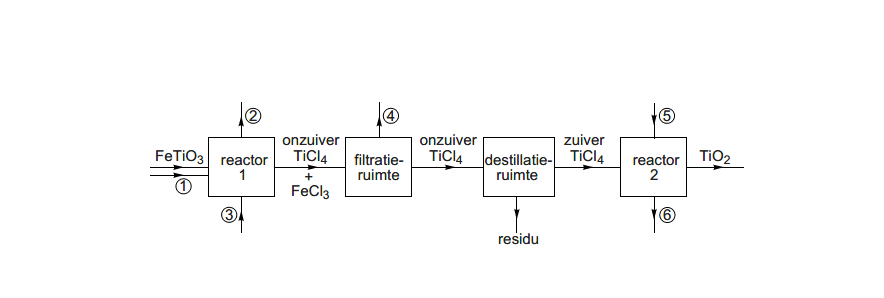 FeTiO3
①
②
③
reactor
1
onzuiver
TiCl4
+
FeCl3
④
filtratie-
ruimte
onzuiver
TiCl4
destillatie-
ruimte
residu
zuiver
TiCl4
⑤
reactor
2
⑥
TiO2